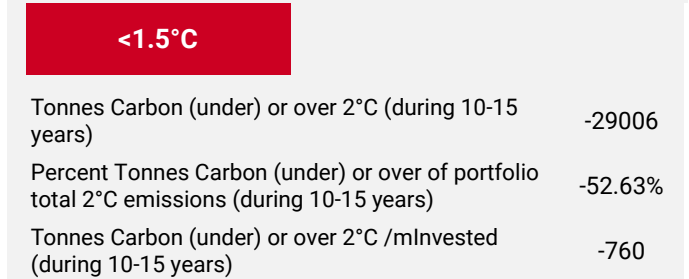 <1.5°C
Tonnes Carbon (under) or over 2°C (during 10-15
years)
-29006
Percent Tonnes Carbon (under) or over of portfolio
total 2°C emissions (during 10-15 years)
-52.63%
Tonnes Carbon (under) or over 2°C /mInvested
(during 10-15 years)
-760